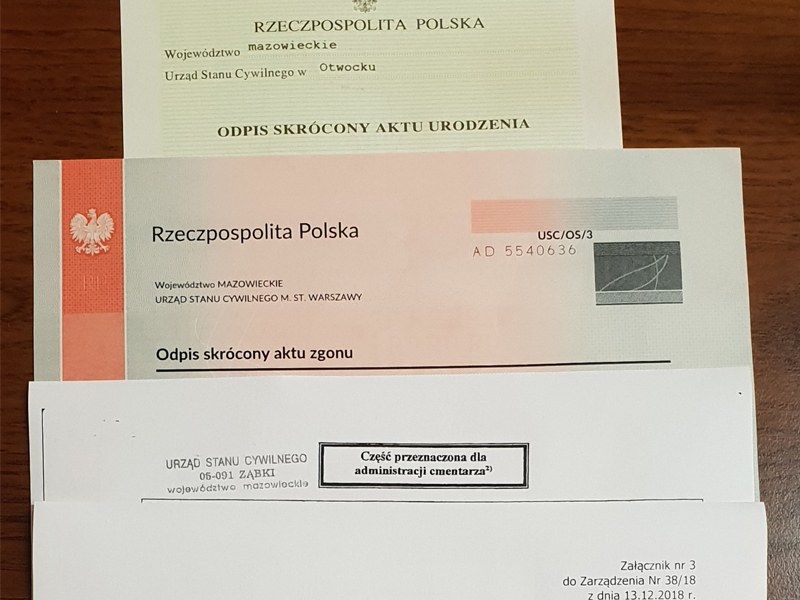 RZECZPOSPOLITA POLSKA
Województwo mazowieckie
Urząd Stanu Cywilnego w Otwocku
ODPIS SKRÓCONY AKTU URODZENIA
Rzeczpospolita Polska
USC/OS/3
AD 5540636
Województwo MAZOWIECKIE
URZĄD STANU CYWILNEGO M. ST. WARSZAWY
Odpis skrócony aktu zgonu
URZĄD STANU CYWILNEGO
05-091 ZĄBKI
województwo mazowieckie
Część przeznaczona dla
administracji cmentarza²⁾
Załącznik nr 3
do Zarządzenia Nr 38/18
z dnia 13.12.2018 r.